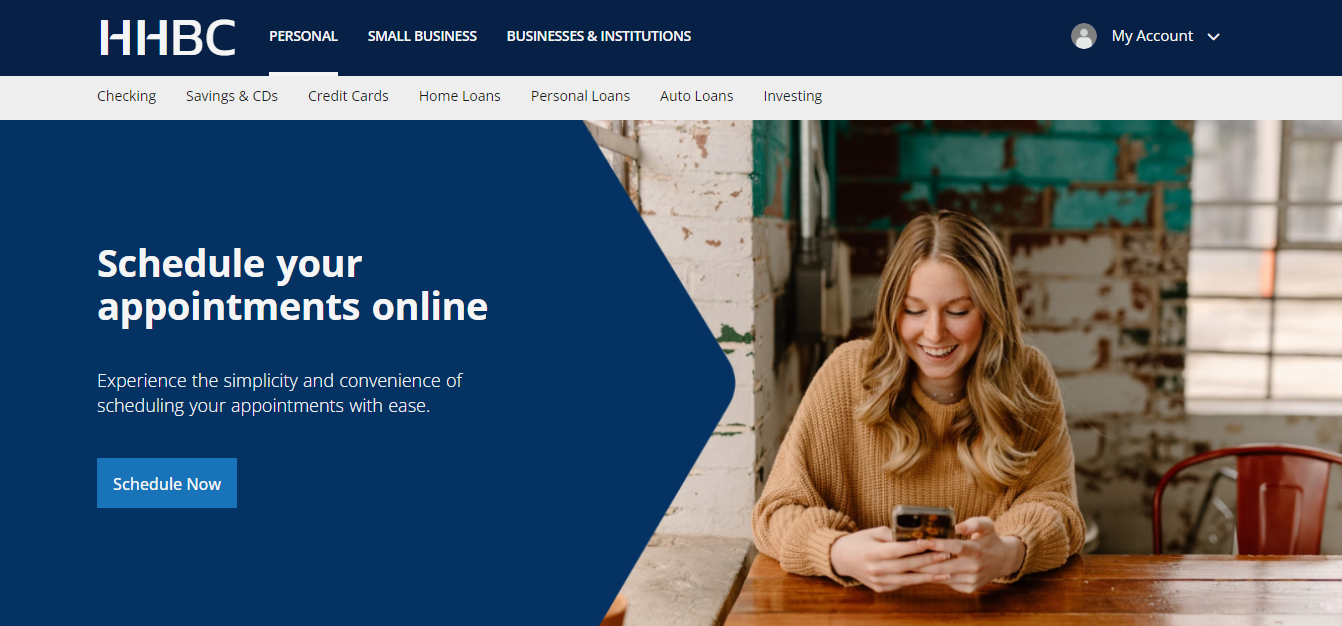 HHBC
PERSONAL SMALL BUSINESS BUSINESSES & INSTITUTIONS My Account
Checking Savings & CDs Credit Cards Home Loans Personal Loans Auto Loans Investing
Schedule your
appointments online
Experience the simplicity and convenience of
scheduling your appointments with ease.
Schedule Now